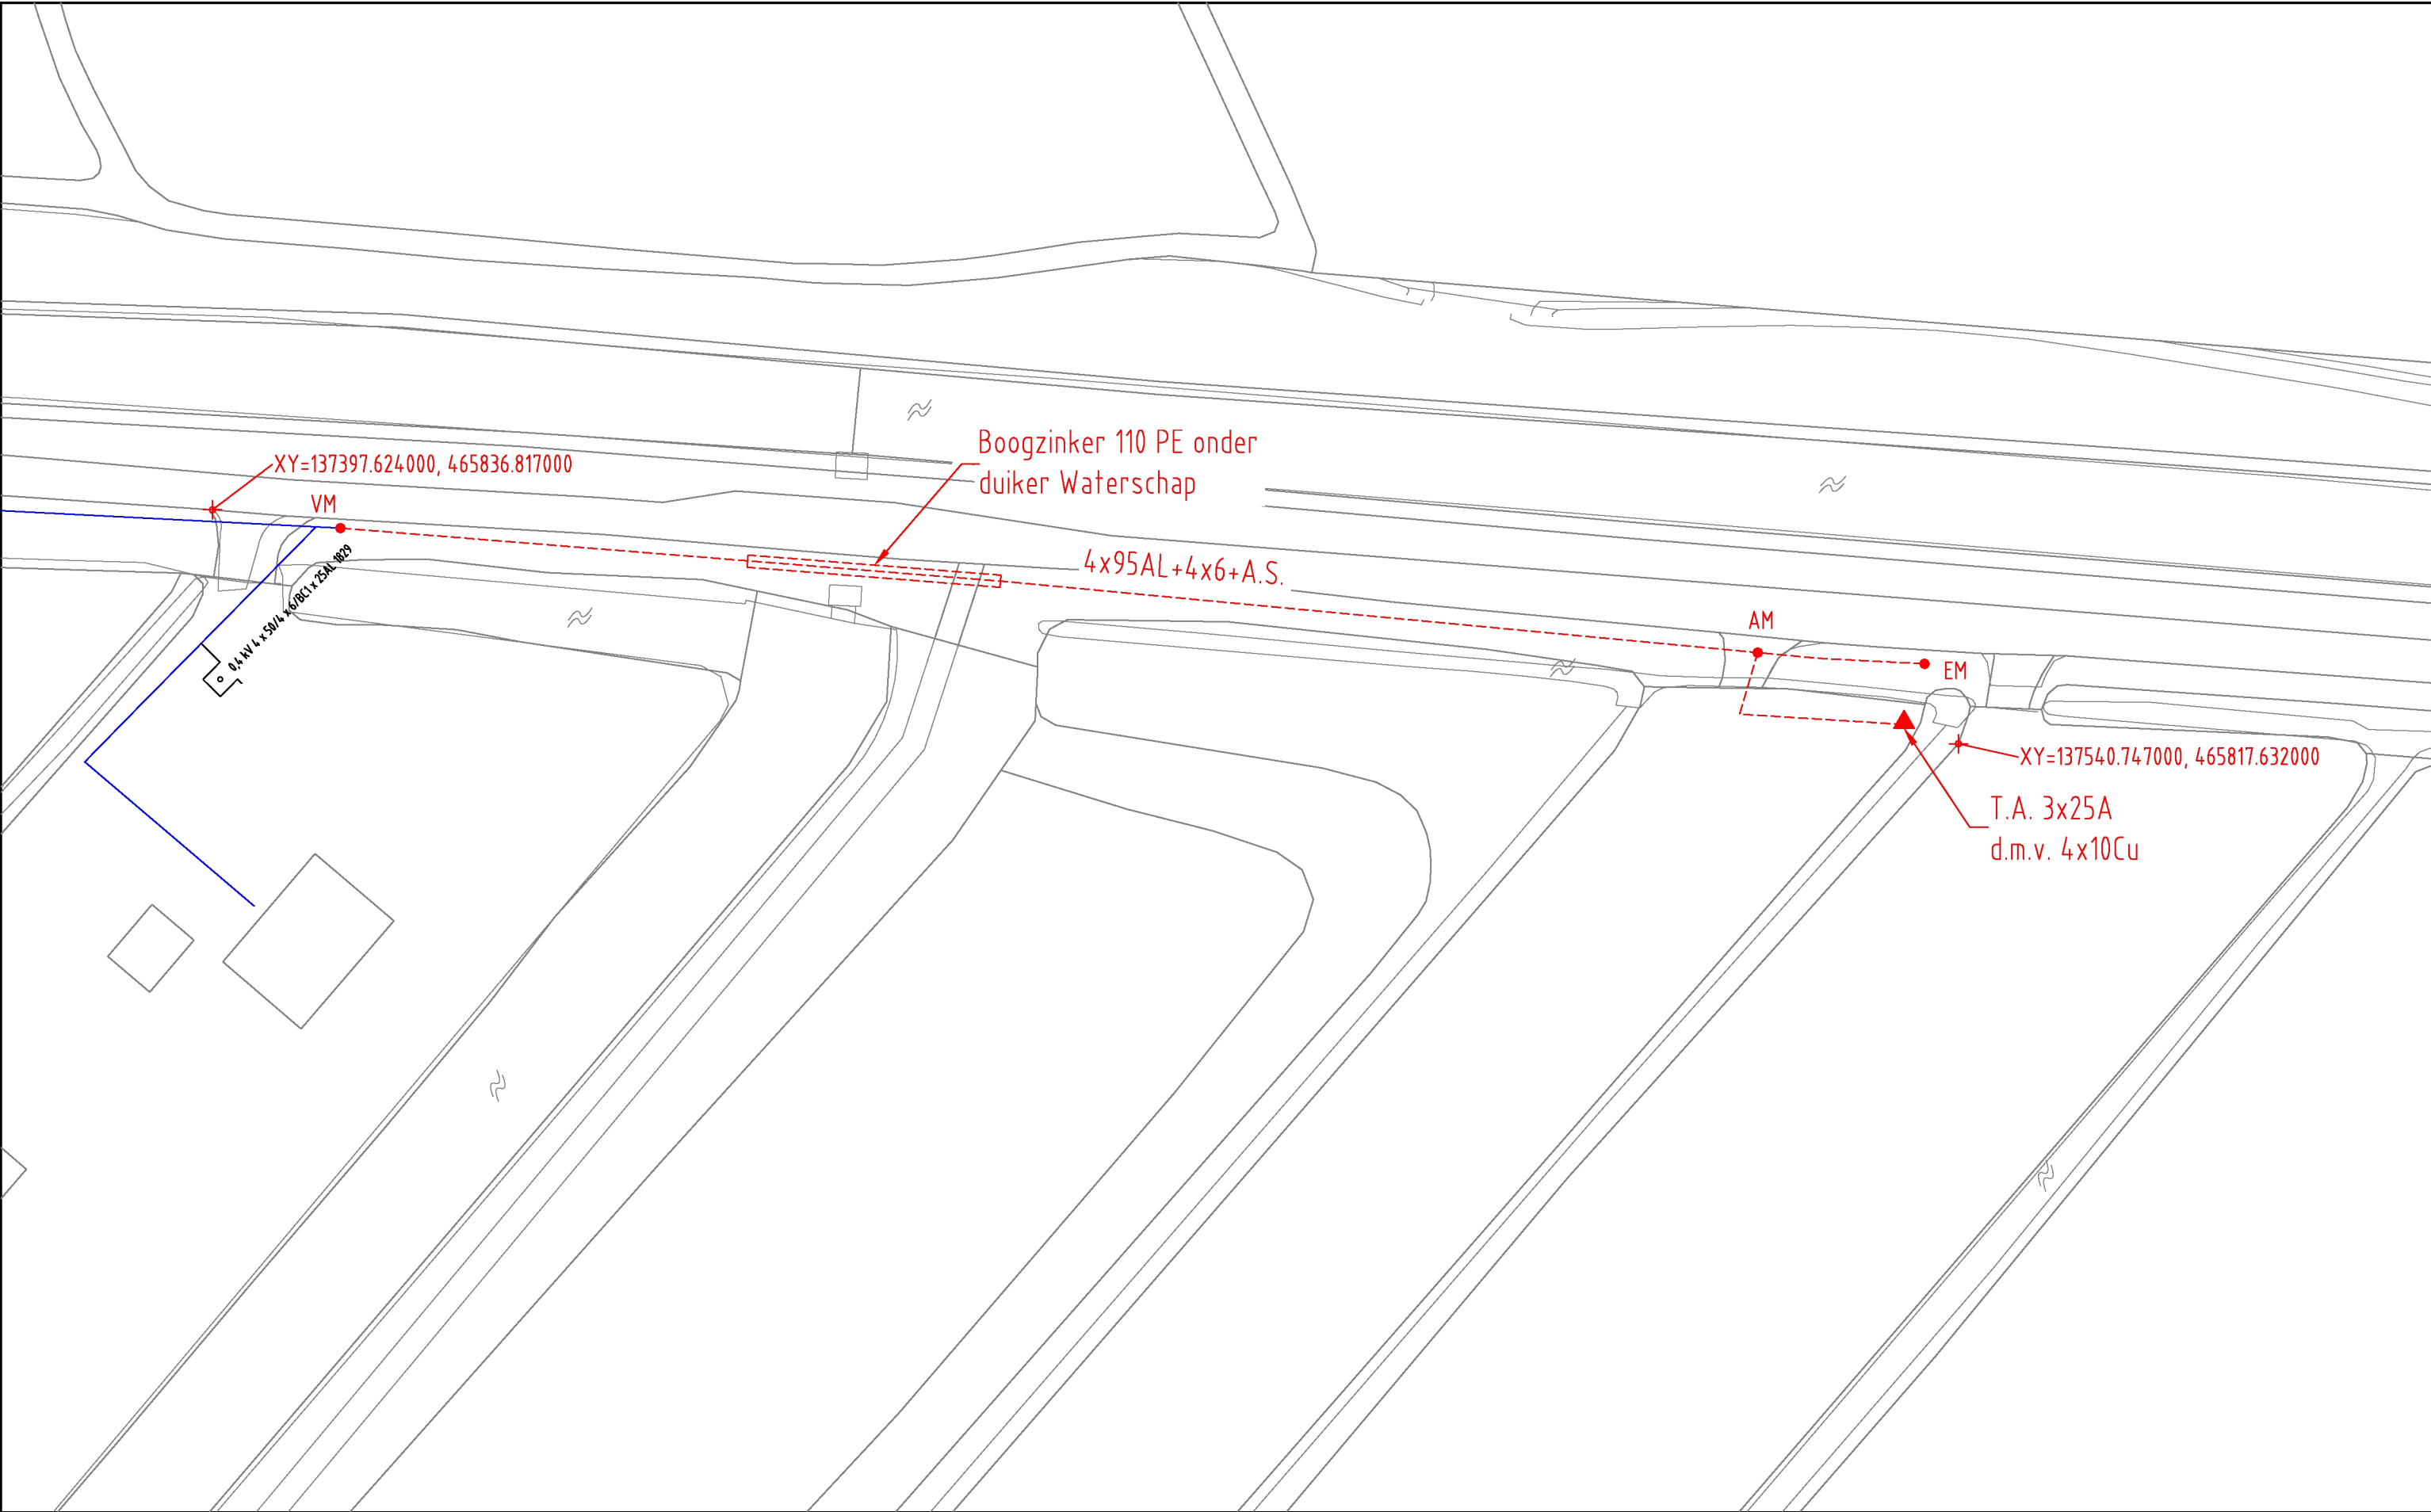 Boogzinker 110 PE onder
duiker Waterschap
XY=137397.624000, 465836.817000
VM
4x95AL+4x6+A.S.
0,4 kV 4 x 50/4 x 6/BC1 x 25AL 1829
AM
EM
XY=137540.747000, 465817.632000
T.A. 3x25A
d.m.v. 4x10Cu